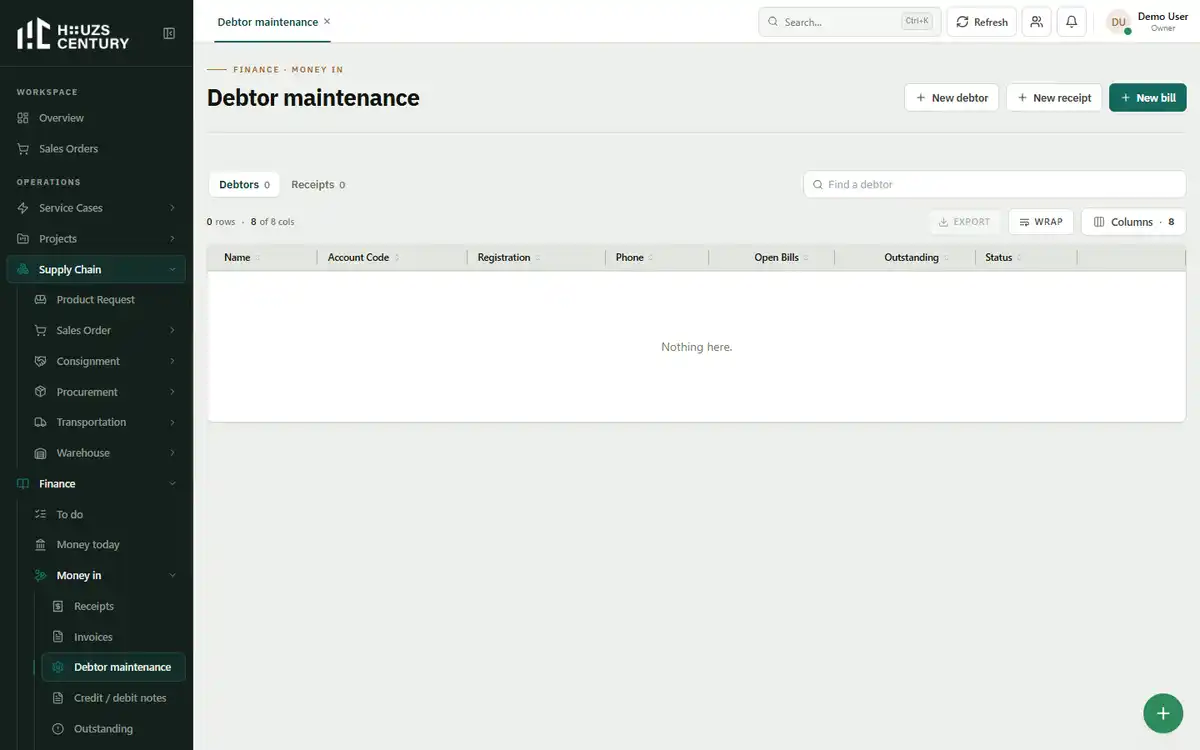 HOUZS
CENTURY
Debtor maintenance
Search...
Ctrl+K
Refresh
DU
Demo User
Owner
WORKSPACE
Overview
Sales Orders
OPERATIONS
Service Cases
Projects
Supply Chain
Product Request
Sales Order
Consignment
Procurement
Transportation
Warehouse
Finance
To do
Money today
Money in
Receipts
Invoices
Debtor maintenance
Credit / debit notes
Outstanding
FINANCE · MONEY IN
Debtor maintenance
+ New debtor
+ New receipt
+ New bill
Debtors 0
Receipts 0
Find a debtor
0 rows · 8 of 8 cols
EXPORT
WRAP
Columns · 8
Name
Account Code
Registration
Phone
Open Bills
Outstanding
Status
Nothing here.